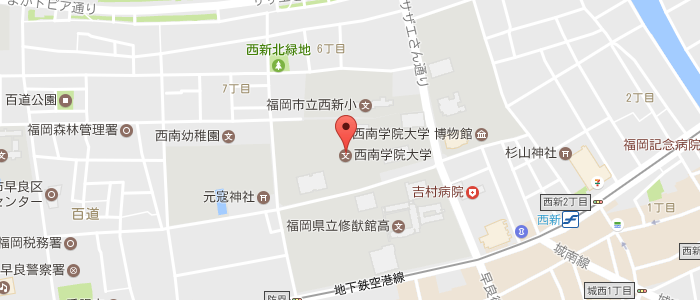 よかトピア通り
サザエさん通り
西新北緑地
6丁目
7丁目
2丁目
百道公園
福岡市立西新小
福岡森林管理署
西南幼稚園
西南学院大学 博物館
西南学院大学
杉山神社
福岡記念病院
市早良区
センター
百道
元寇神社
吉村病院
西新2丁目
1丁目
西新
福岡県立修猷館高
福岡税務署
早良警察署
地下鉄空港線
城南線
城西1丁目
防塁
早良